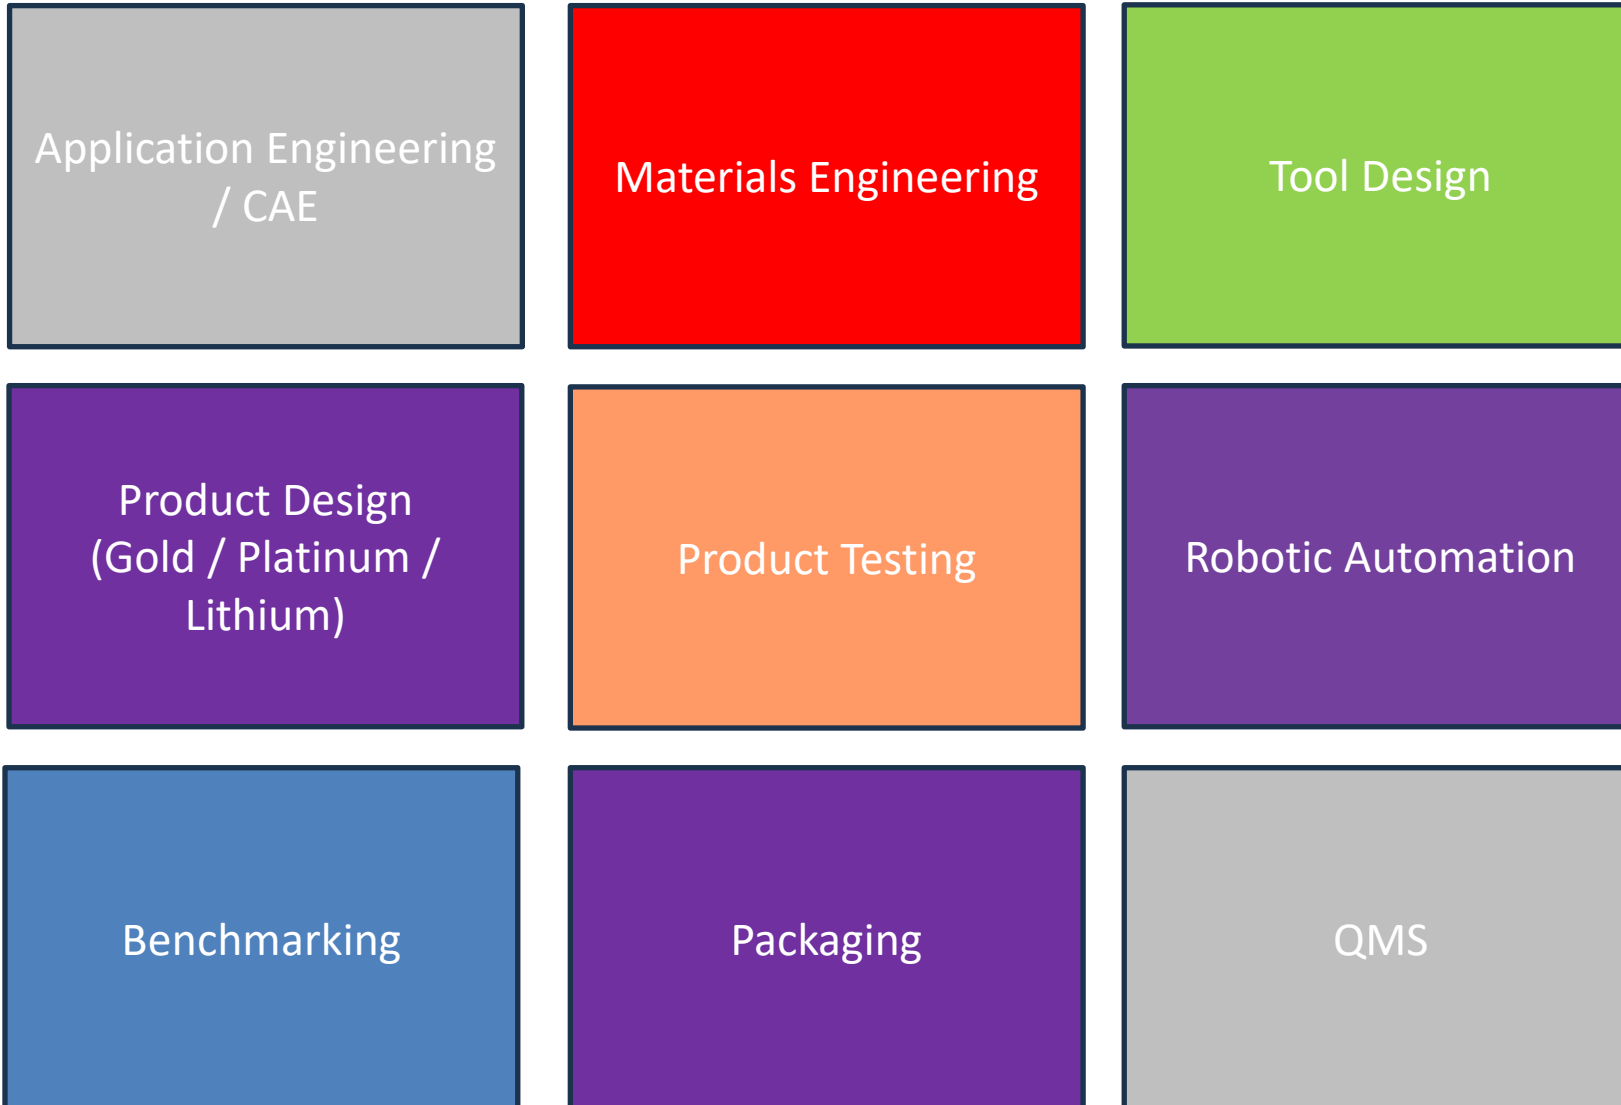 Application Engineering
/ CAE
Materials Engineering
Tool Design
Product Design
(Gold / Platinum /
Lithium)
Product Testing
Robotic Automation
Benchmarking
Packaging
QMS